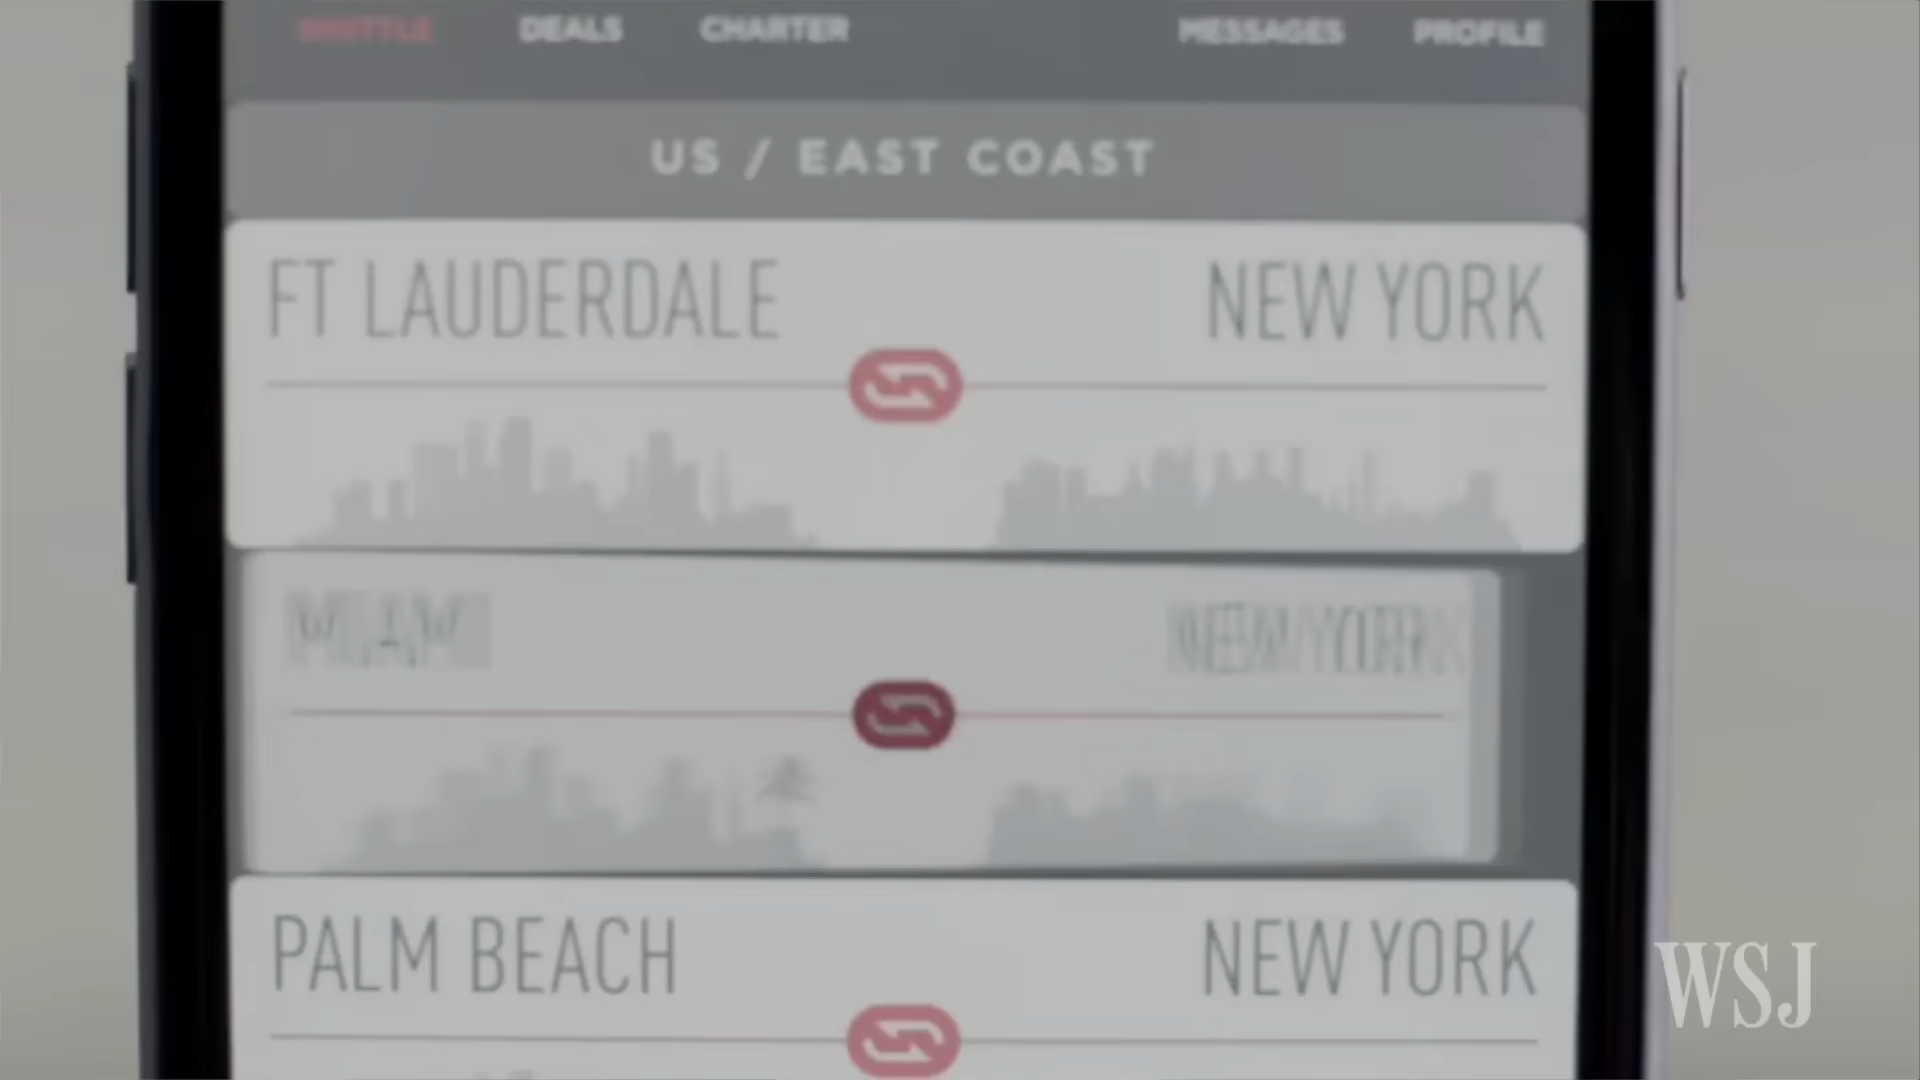 SHUTTLE DEALS CHARTER MESSAGES PROFILE
US / EAST COAST
FT LAUDERDALE NEW YORK
MIAMI NEW YORK
PALM BEACH NEW YORK
WSJ